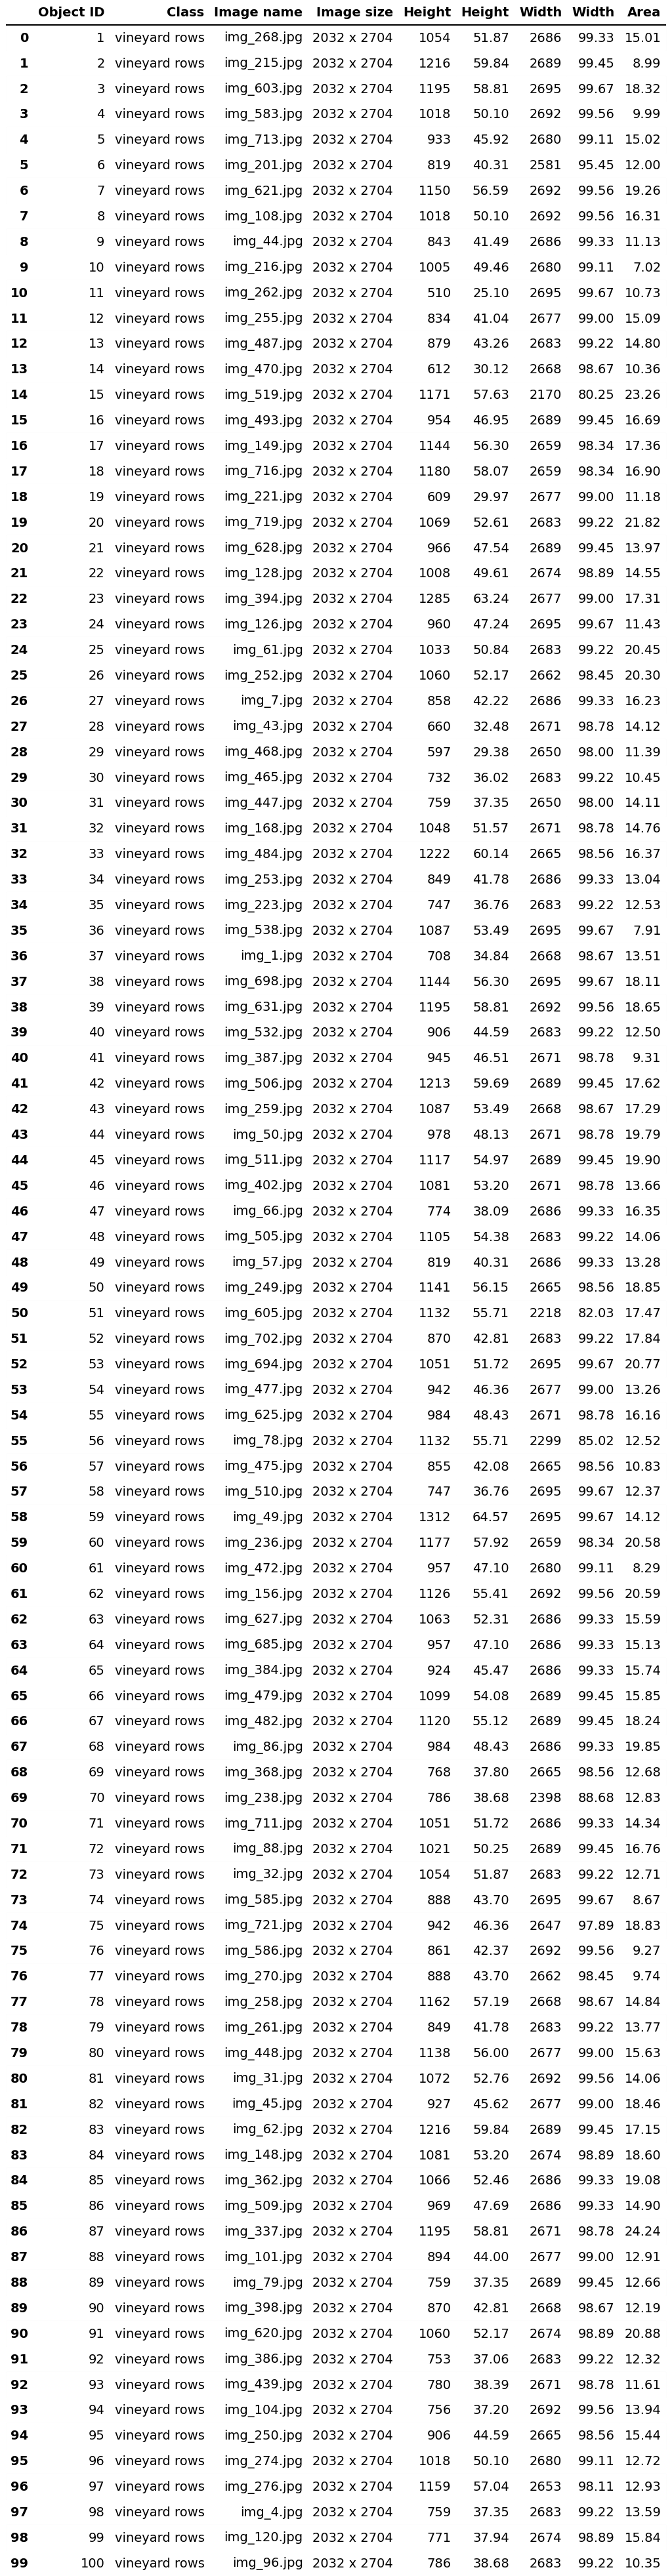 Object ID Class Image name Image size Height Height Width Width Area
0 1 vineyard rows img_268.jpg 2032 x 2704 1054 51.87 2686 99.33 15.01
1 2 vineyard rows img_215.jpg 2032 x 2704 1216 59.84 2689 99.45 8.99
2 3 vineyard rows img_603.jpg 2032 x 2704 1195 58.81 2695 99.67 18.32
3 4 vineyard rows img_583.jpg 2032 x 2704 1018 50.10 2692 99.56 9.99
4 5 vineyard rows img_713.jpg 2032 x 2704 933 45.92 2680 99.11 15.02
5 6 vineyard rows img_201.jpg 2032 x 2704 819 40.31 2581 95.45 12.00
6 7 vineyard rows img_621.jpg 2032 x 2704 1150 56.59 2692 99.56 19.26
7 8 vineyard rows img_108.jpg 2032 x 2704 1018 50.10 2692 99.56 16.31
8 9 vineyard rows img_44.jpg 2032 x 2704 843 41.49 2686 99.33 11.13
9 10 vineyard rows img_216.jpg 2032 x 2704 1005 49.46 2680 99.11 7.02
10 11 vineyard rows img_262.jpg 2032 x 2704 510 25.10 2695 99.67 10.73
11 12 vineyard rows img_255.jpg 2032 x 2704 834 41.04 2677 99.00 15.09
12 13 vineyard rows img_487.jpg 2032 x 2704 879 43.26 2683 99.22 14.80
13 14 vineyard rows img_470.jpg 2032 x 2704 612 30.12 2668 98.67 10.36
14 15 vineyard rows img_519.jpg 2032 x 2704 1171 57.63 2170 80.25 23.26
15 16 vineyard rows img_493.jpg 2032 x 2704 954 46.95 2689 99.45 16.69
16 17 vineyard rows img_149.jpg 2032 x 2704 1144 56.30 2659 98.34 17.36
17 18 vineyard rows img_716.jpg 2032 x 2704 1180 58.07 2659 98.34 16.90
18 19 vineyard rows img_221.jpg 2032 x 2704 609 29.97 2677 99.00 11.18
19 20 vineyard rows img_719.jpg 2032 x 2704 1069 52.61 2683 99.22 21.82
20 21 vineyard rows img_628.jpg 2032 x 2704 966 47.54 2689 99.45 13.97
21 22 vineyard rows img_128.jpg 2032 x 2704 1008 49.61 2674 98.89 14.55
22 23 vineyard rows img_394.jpg 2032 x 2704 1285 63.24 2677 99.00 17.31
23 24 vineyard rows img_126.jpg 2032 x 2704 960 47.24 2695 99.67 11.43
24 25 vineyard rows img_61.jpg 2032 x 2704 1033 50.84 2683 99.22 20.45
25 26 vineyard rows img_252.jpg 2032 x 2704 1060 52.17 2662 98.45 20.30
26 27 vineyard rows img_7.jpg 2032 x 2704 858 42.22 2686 99.33 16.23
27 28 vineyard rows img_43.jpg 2032 x 2704 660 32.48 2671 98.78 14.12
28 29 vineyard rows img_468.jpg 2032 x 2704 597 29.38 2650 98.00 11.39
29 30 vineyard rows img_465.jpg 2032 x 2704 732 36.02 2683 99.22 10.45
30 31 vineyard rows img_447.jpg 2032 x 2704 759 37.35 2650 98.00 14.11
31 32 vineyard rows img_168.jpg 2032 x 2704 1048 51.57 2671 98.78 14.76
32 33 vineyard rows img_484.jpg 2032 x 2704 1222 60.14 2665 98.56 16.37
33 34 vineyard rows img_253.jpg 2032 x 2704 849 41.78 2686 99.33 13.04
34 35 vineyard rows img_223.jpg 2032 x 2704 747 36.76 2683 99.22 12.53
35 36 vineyard rows img_538.jpg 2032 x 2704 1087 53.49 2695 99.67 7.91
36 37 vineyard rows img_1.jpg 2032 x 2704 708 34.84 2668 98.67 13.51
37 38 vineyard rows img_698.jpg 2032 x 2704 1144 56.30 2695 99.67 18.11
38 39 vineyard rows img_631.jpg 2032 x 2704 1195 58.81 2692 99.56 18.65
39 40 vineyard rows img_532.jpg 2032 x 2704 906 44.59 2683 99.22 12.50
40 41 vineyard rows img_387.jpg 2032 x 2704 945 46.51 2671 98.78 9.31
41 42 vineyard rows img_506.jpg 2032 x 2704 1213 59.69 2689 99.45 17.62
42 43 vineyard rows img_259.jpg 2032 x 2704 1087 53.49 2668 98.67 17.29
43 44 vineyard rows img_50.jpg 2032 x 2704 978 48.13 2671 98.78 19.79
44 45 vineyard rows img_511.jpg 2032 x 2704 1117 54.97 2689 99.45 19.90
45 46 vineyard rows img_402.jpg 2032 x 2704 1081 53.20 2671 98.78 13.66
46 47 vineyard rows img_66.jpg 2032 x 2704 774 38.09 2686 99.33 16.35
47 48 vineyard rows img_505.jpg 2032 x 2704 1105 54.38 2683 99.22 14.06
48 49 vineyard rows img_57.jpg 2032 x 2704 819 40.31 2686 99.33 13.28
49 50 vineyard rows img_249.jpg 2032 x 2704 1141 56.15 2665 98.56 18.85
50 51 vineyard rows img_605.jpg 2032 x 2704 1132 55.71 2218 82.03 17.47
51 52 vineyard rows img_702.jpg 2032 x 2704 870 42.81 2683 99.22 17.84
52 53 vineyard rows img_694.jpg 2032 x 2704 1051 51.72 2695 99.67 20.77
53 54 vineyard rows img_477.jpg 2032 x 2704 942 46.36 2677 99.00 13.26
54 55 vineyard rows img_625.jpg 2032 x 2704 984 48.43 2671 98.78 16.16
55 56 vineyard rows img_78.jpg 2032 x 2704 1132 55.71 2299 85.02 12.52
56 57 vineyard rows img_475.jpg 2032 x 2704 855 42.08 2665 98.56 10.83
57 58 vineyard rows img_510.jpg 2032 x 2704 747 36.76 2695 99.67 12.37
58 59 vineyard rows img_49.jpg 2032 x 2704 1312 64.57 2695 99.67 14.12
59 60 vineyard rows img_236.jpg 2032 x 2704 1177 57.92 2659 98.34 20.58
60 61 vineyard rows img_472.jpg 2032 x 2704 957 47.10 2680 99.11 8.29
61 62 vineyard rows img_156.jpg 2032 x 2704 1126 55.41 2692 99.56 20.59
62 63 vineyard rows img_627.jpg 2032 x 2704 1063 52.31 2686 99.33 15.59
63 64 vineyard rows img_685.jpg 2032 x 2704 957 47.10 2686 99.33 15.13
64 65 vineyard rows img_384.jpg 2032 x 2704 924 45.47 2686 99.33 15.74
65 66 vineyard rows img_479.jpg 2032 x 2704 1099 54.08 2689 99.45 15.85
66 67 vineyard rows img_482.jpg 2032 x 2704 1120 55.12 2689 99.45 18.24
67 68 vineyard rows img_86.jpg 2032 x 2704 984 48.43 2686 99.33 19.85
68 69 vineyard rows img_368.jpg 2032 x 2704 768 37.80 2665 98.56 12.68
69 70 vineyard rows img_238.jpg 2032 x 2704 786 38.68 2398 88.68 12.83
70 71 vineyard rows img_711.jpg 2032 x 2704 1051 51.72 2686 99.33 14.34
71 72 vineyard rows img_88.jpg 2032 x 2704 1021 50.25 2689 99.45 16.76
72 73 vineyard rows img_32.jpg 2032 x 2704 1054 51.87 2683 99.22 12.71
73 74 vineyard rows img_585.jpg 2032 x 2704 888 43.70 2695 99.67 8.67
74 75 vineyard rows img_721.jpg 2032 x 2704 942 46.36 2647 97.89 18.83
75 76 vineyard rows img_586.jpg 2032 x 2704 861 42.37 2692 99.56 9.27
76 77 vineyard rows img_270.jpg 2032 x 2704 888 43.70 2662 98.45 9.74
77 78 vineyard rows img_258.jpg 2032 x 2704 1162 57.19 2668 98.67 14.84
78 79 vineyard rows img_261.jpg 2032 x 2704 849 41.78 2683 99.22 13.77
79 80 vineyard rows img_448.jpg 2032 x 2704 1138 56.00 2677 99.00 15.63
80 81 vineyard rows img_31.jpg 2032 x 2704 1072 52.76 2692 99.56 14.06
81 82 vineyard rows img_45.jpg 2032 x 2704 927 45.62 2677 99.00 18.46
82 83 vineyard rows img_62.jpg 2032 x 2704 1216 59.84 2689 99.45 17.15
83 84 vineyard rows img_148.jpg 2032 x 2704 1081 53.20 2674 98.89 18.60
84 85 vineyard rows img_362.jpg 2032 x 2704 1066 52.46 2686 99.33 19.08
85 86 vineyard rows img_509.jpg 2032 x 2704 969 47.69 2686 99.33 14.90
86 87 vineyard rows img_337.jpg 2032 x 2704 1195 58.81 2671 98.78 24.24
87 88 vineyard rows img_101.jpg 2032 x 2704 894 44.00 2677 99.00 12.91
88 89 vineyard rows img_79.jpg 2032 x 2704 759 37.35 2689 99.45 12.66
89 90 vineyard rows img_398.jpg 2032 x 2704 870 42.81 2668 98.67 12.19
90 91 vineyard rows img_620.jpg 2032 x 2704 1060 52.17 2674 98.89 20.88
91 92 vineyard rows img_386.jpg 2032 x 2704 753 37.06 2683 99.22 12.32
92 93 vineyard rows img_439.jpg 2032 x 2704 780 38.39 2671 98.78 11.61
93 94 vineyard rows img_104.jpg 2032 x 2704 756 37.20 2692 99.56 13.94
94 95 vineyard rows img_250.jpg 2032 x 2704 906 44.59 2665 98.56 15.44
95 96 vineyard rows img_274.jpg 2032 x 2704 1018 50.10 2680 99.11 12.72
96 97 vineyard rows img_276.jpg 2032 x 2704 1159 57.04 2653 98.11 12.93
97 98 vineyard rows img_4.jpg 2032 x 2704 759 37.35 2683 99.22 13.59
98 99 vineyard rows img_120.jpg 2032 x 2704 771 37.94 2674 98.89 15.84
99 100 vineyard rows img_96.jpg 2032 x 2704 786 38.68 2683 99.22 10.35